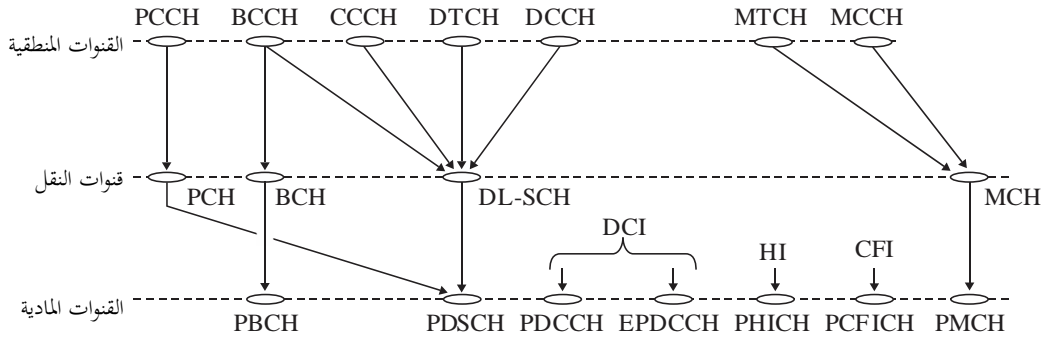 PCCH BCCH CCCH DTCH DCCH MTCH MCCH
القنوات المنطقية
قنوات النقل
PCH BCH DL-SCH MCH
DCI
HI CFI
القنوات المادية
PBCH PDSCH PDCCH EPDCCH PHICH PCFICH PMCH